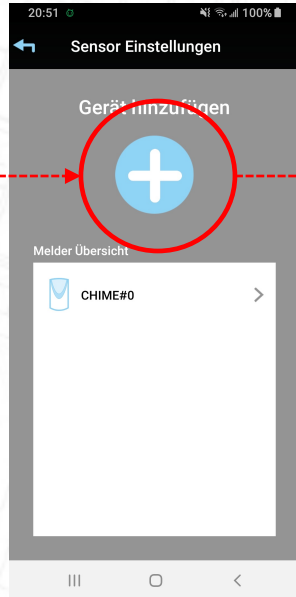 20:51 100%
Sensor Einstellungen
Gerät hinzufügen
Melder Übersicht
CHIME#0